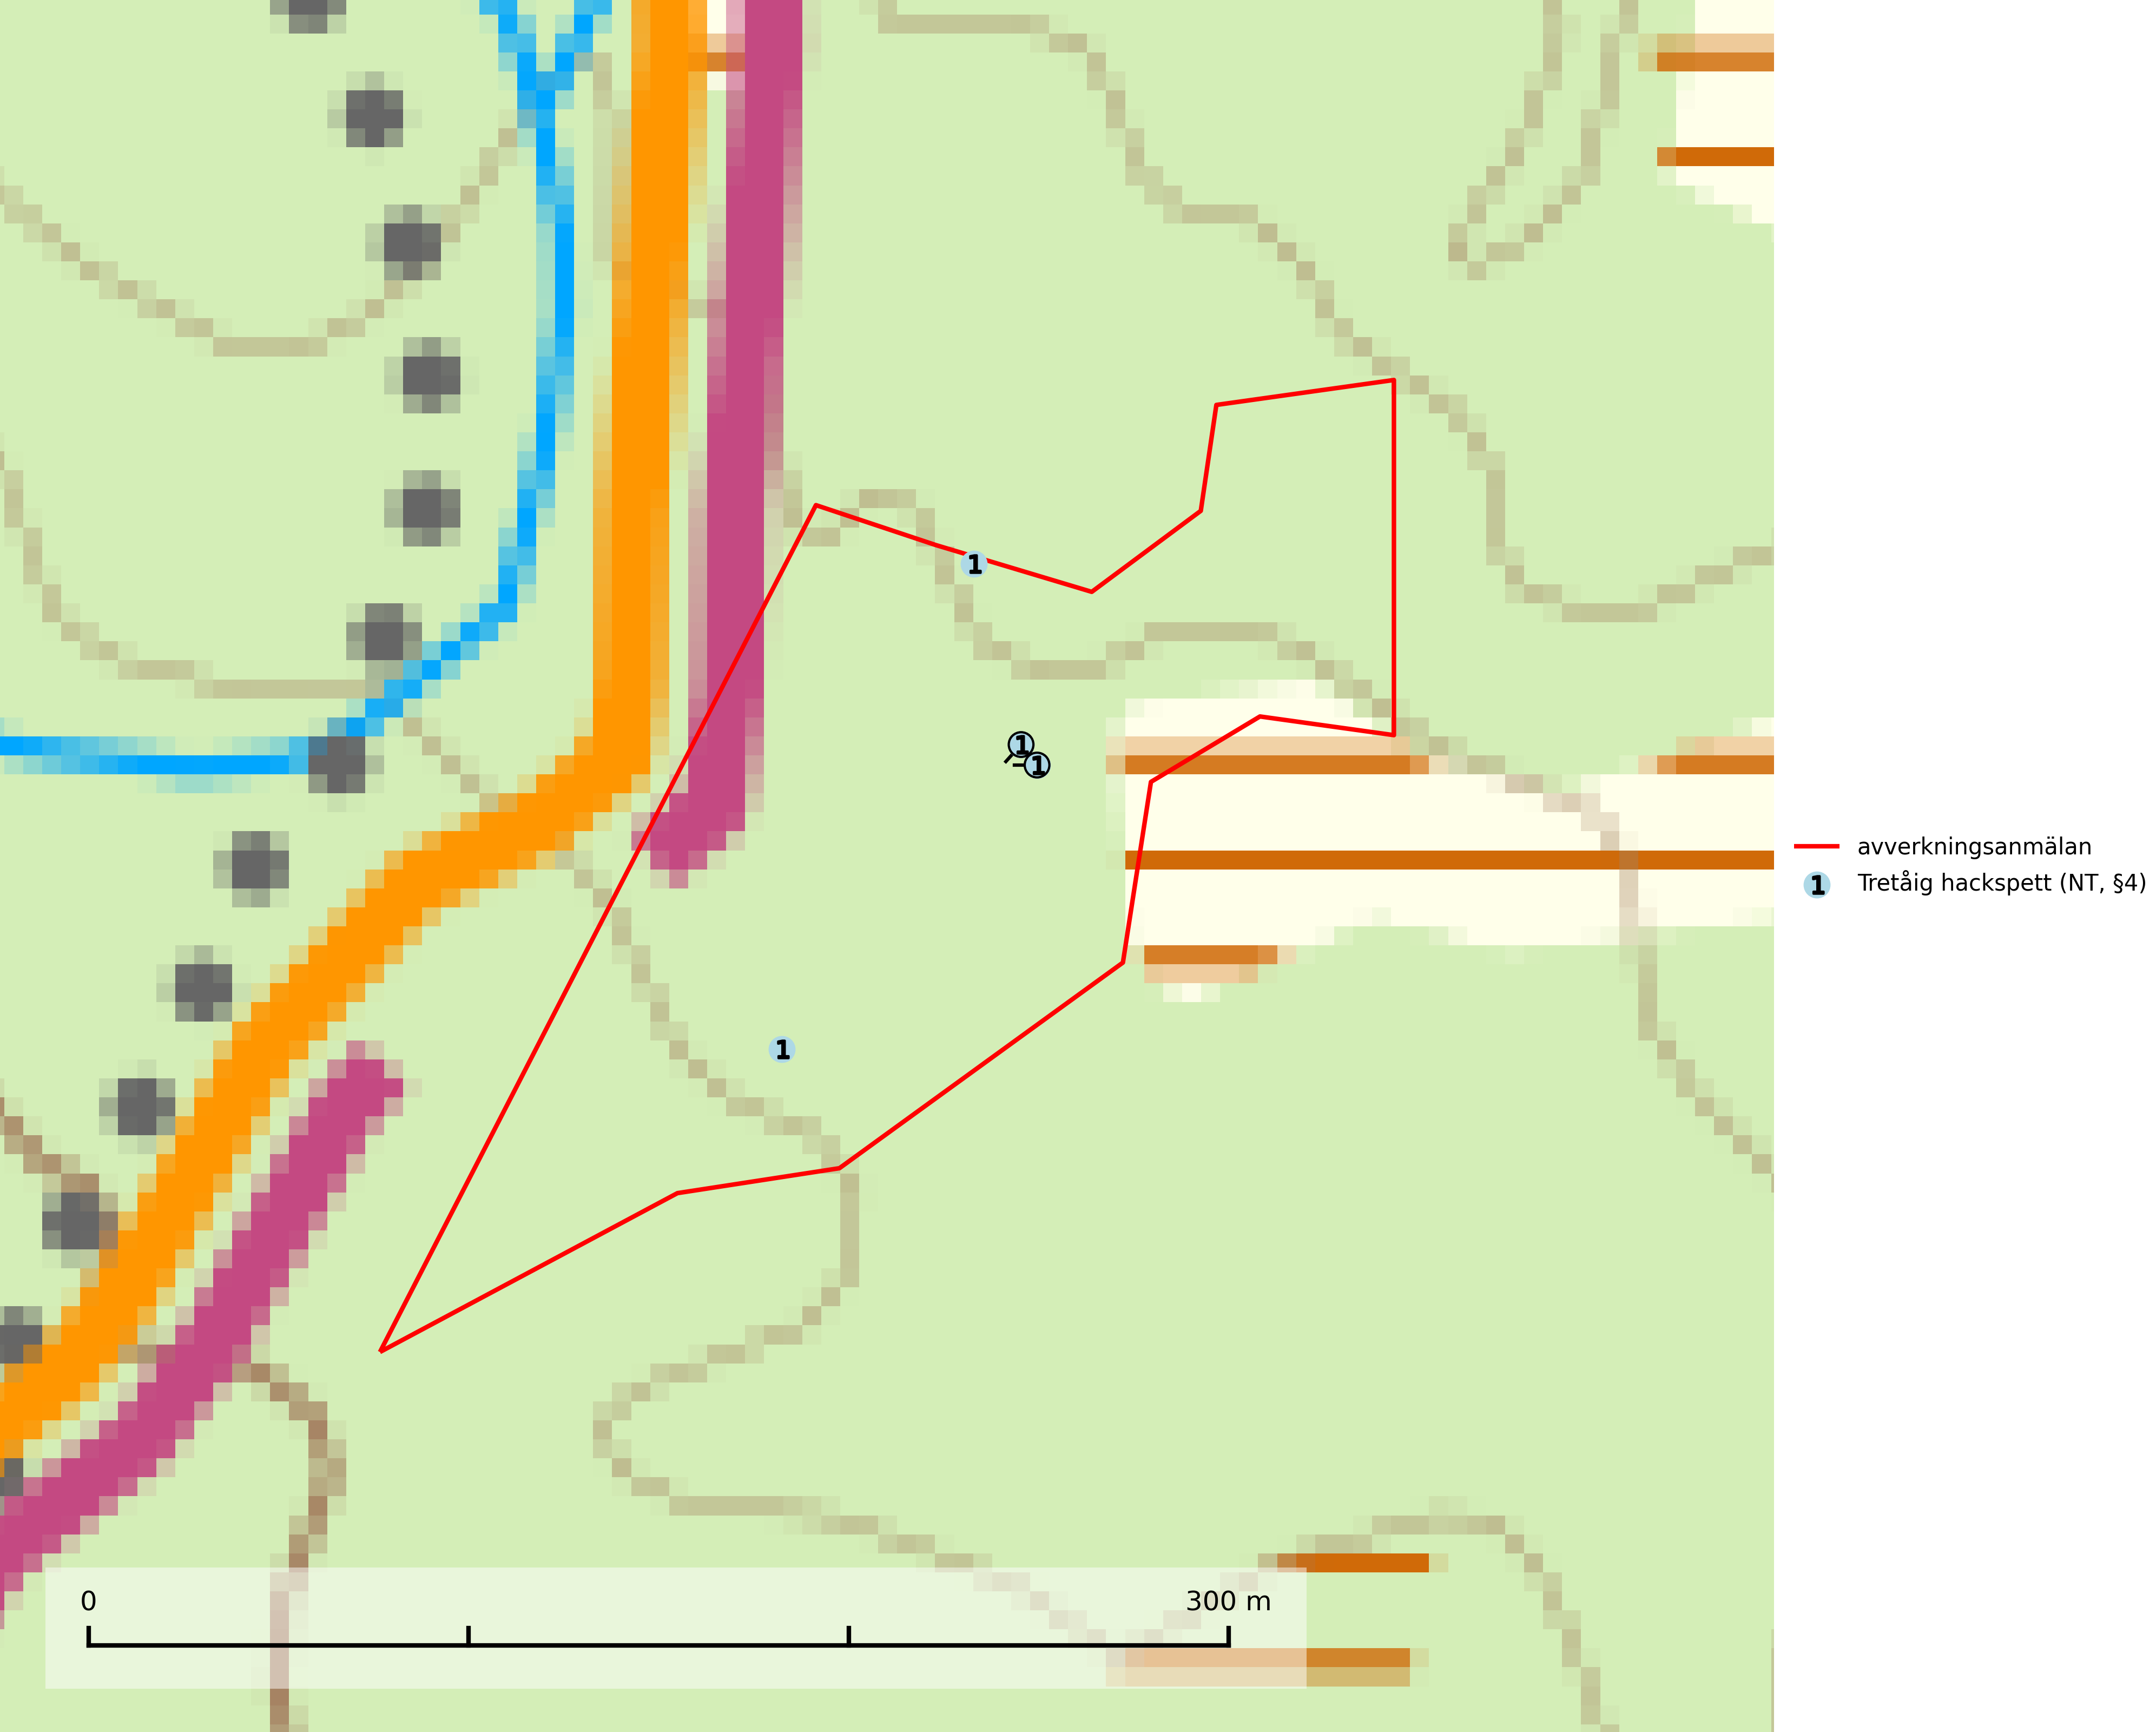 1
1
1
1
avverkningsanmälan
1 Tretåig hackspett (NT, §4)
0 300 m